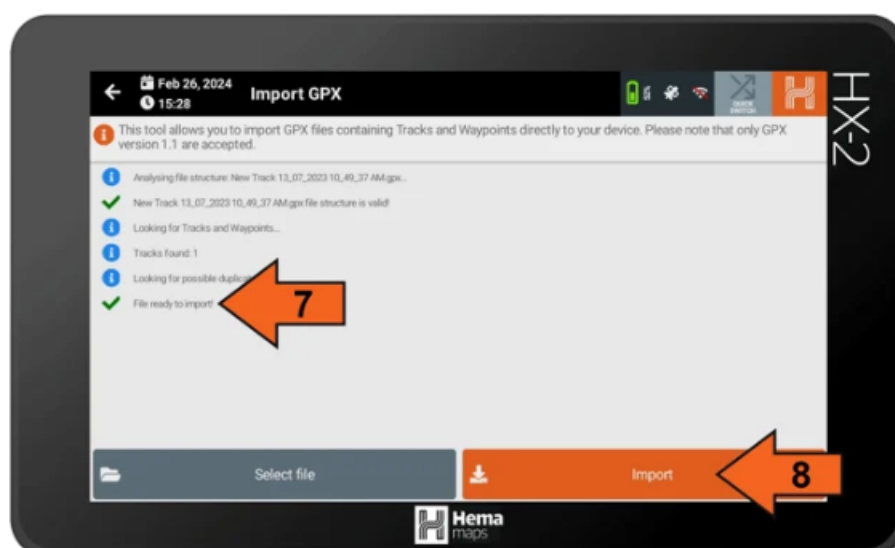 Feb 26, 2024
15:28
Import GPX
QUICK
SWITCH
HX-2
This tool allows you to import GPX files containing Tracks and Waypoints directly to your device. Please note that only GPX
version 1.1 are accepted.
Analysing file structure: New Track 13_07_2023 10_49_37 AM.gpx...
New Track 13_07_2023 10_49_37 AM.gpx file structure is valid!
Looking for Tracks and Waypoints...
Tracks found: 1
Looking for possible
File ready to import!
7
Select file
Import
8
Hema
maps